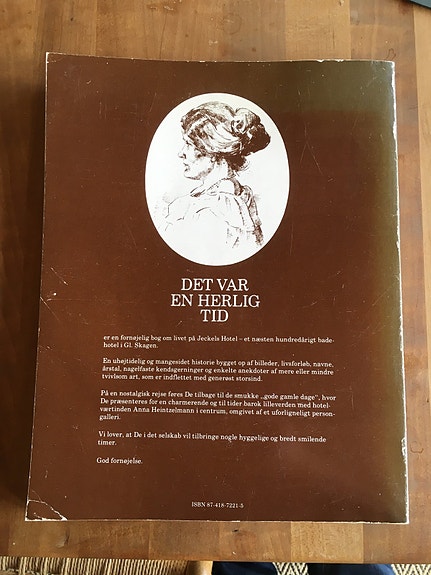 DET VAR
EN HERLIG
TID
er en fornøjelig bog om livet på Jeckels Hotel – et næsten hundredårigt bade-
hotel i Gl. Skagen.
En uhøjtidelig og mangesidet historie bygget op af billeder, livsforløb, navne,
årstal, nagelfaste kendsgerninger og enkelte anekdoter af mere eller mindre
tvivlsom art, som er indflettet med generøst storsind.
På en nostalgisk rejse føres De tilbage til de smukke „gode gamle dage“, hvor
De præsenteres for en charmerende og til tider barok lilleverden med hotel-
værtinden Anna Heintzelmann i centrum, omgivet af et uforligneligt person-
galleri.
Vi lover, at De i det selskab vil tilbringe nogle hyggelige og bredt smilende
timer.
God fornøjelse.
ISBN 87-418-7221-5